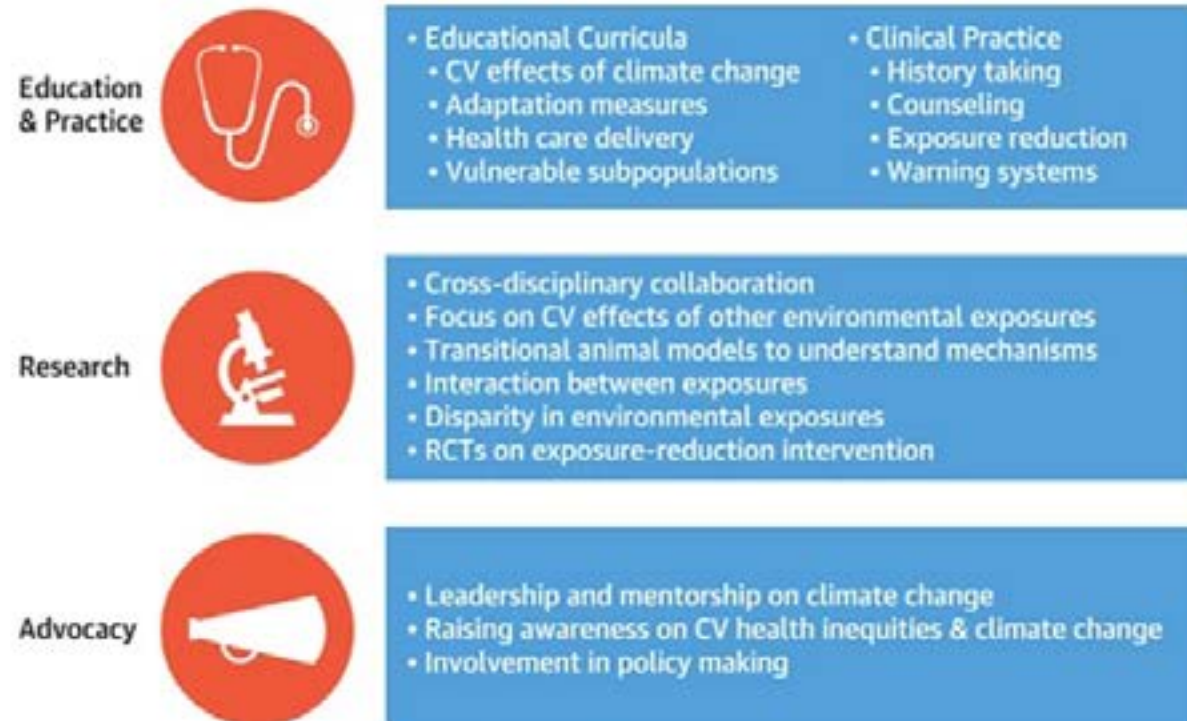 Education
& Practice
• Educational Curricula
• CV effects of climate change
• Adaptation measures
• Health care delivery
• Vulnerable subpopulations
• Clinical Practice
• History taking
• Counseling
• Exposure reduction
• Warning systems
Research
• Cross-disciplinary collaboration
• Focus on CV effects of other environmental exposures
• Transitional animal models to understand mechanisms
• Interaction between exposures
• Disparity in environmental exposures
• RCTs on exposure-reduction intervention
Advocacy
• Leadership and mentorship on climate change
• Raising awareness on CV health inequities & climate change
• Involvement in policy making